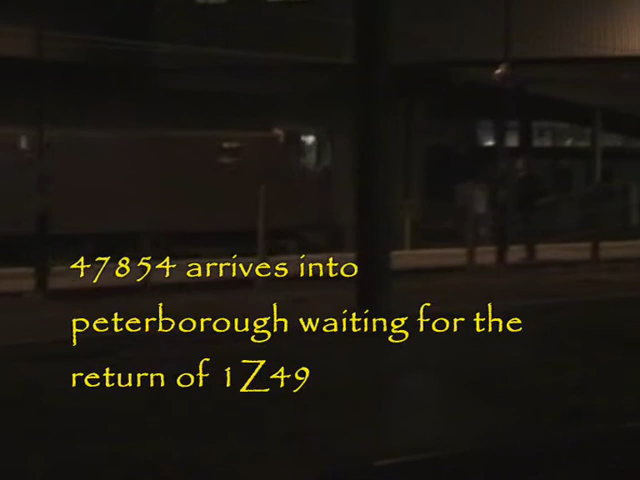 47854 arrives into
peterborough waiting for the
return of 1Z49